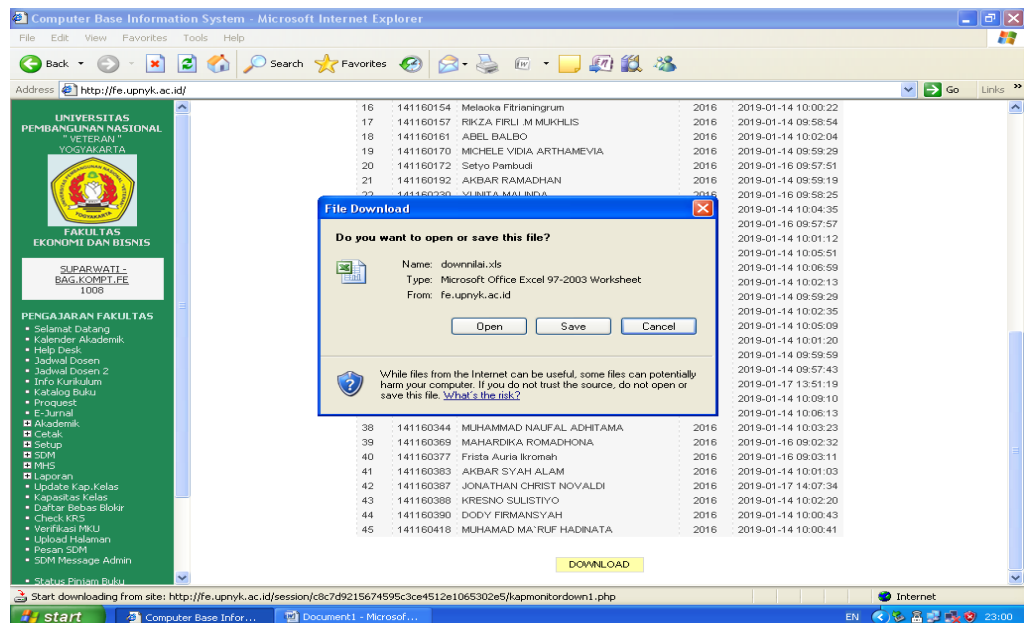 Computer Base Information System - Microsoft Internet Explorer
File Edit View Favorites Tools Help
Back Search Favorites
Address http://fe.upnyk.ac.id/ Go Links »
UNIVERSITAS
PEMBANGUNAN NASIONAL
" VETERAN "
YOGYAKARTA
FAKULTAS
EKONOMI DAN BISNIS
SUPARWATI -
BAG.KOMPT.FE
1008
PENGAJARAN FAKULTAS
Selamat Datang
Kalender Akademik
Help Desk
Jadwal Dosen
Jadwal Dosen 2
Info Kurikulum
Katalog Buku
Proquest
E-Jurnal
Akademik
Cetak
Setup
SDM
MHS
Laporan
Update Kap.Kelas
Kapasitas Kelas
Daftar Bebas Blokir
Check KRS
Verifikasi MKU
Upload Halaman
Pesan SDM
SDM Message Admin
Status Pinjam Buku
16 141160154 Melaoka Fitrianingrum 2016 2019-01-14 10:00:22
17 141160157 RIKZA FIRLI .M MUKHLIS 2016 2019-01-14 09:58:54
18 141160161 ABEL BALBO 2016 2019-01-14 10:02:04
19 141160170 MICHELE VIDIA ARTHAMEVIA 2016 2019-01-14 09:59:29
20 141160172 Setyo Pambudi 2016 2019-01-16 09:57:51
21 141160192 AKBAR RAMADHAN 2016 2019-01-14 09:59:19
22 141160230 YUNITA MALINDA 2016 2019-01-16 09:58:25
2019-01-14 10:04:35
2019-01-16 09:57:57
2019-01-14 10:01:12
2019-01-14 10:05:51
2019-01-14 10:06:59
2019-01-14 10:02:13
2019-01-14 09:59:29
2019-01-14 10:02:35
2019-01-14 10:05:09
2019-01-14 10:01:20
2019-01-14 09:59:59
2019-01-14 09:57:43
2019-01-17 13:51:19
2019-01-14 10:09:10
2019-01-14 10:06:13
38 141160344 MUHAMMAD NAUFAL ADHITAMA 2016 2019-01-14 10:03:23
39 141160369 MAHARDIKA ROMADHONA 2016 2019-01-16 09:02:32
40 141160377 Frista Auria Ikromah 2016 2019-01-16 09:03:11
41 141160383 AKBAR SYAH ALAM 2016 2019-01-14 10:01:03
42 141160387 JONATHAN CHRIST NOVALDI 2016 2019-01-17 14:07:34
43 141160388 KRESNO SULISTIYO 2016 2019-01-14 10:02:20
44 141160390 DODY FIRMANSYAH 2016 2019-01-14 10:00:43
45 141160418 MUHAMAD MA`RUF HADINATA 2016 2019-01-14 10:00:41
DOWNLOAD
File Download
Do you want to open or save this file?
Name: downnilai.xls
Type: Microsoft Office Excel 97-2003 Worksheet
From: fe.upnyk.ac.id
Open Save Cancel
While files from the Internet can be useful, some files can potentially
harm your computer. If you do not trust the source, do not open or
save this file. What's the risk?
Start downloading from site: http://fe.upnyk.ac.id/session/c8c7d9215674595c3ce4512e1065302e5/kapmonitordown1.php Internet
start Computer Base Infor... Document1 - Microsof... EN 23:00